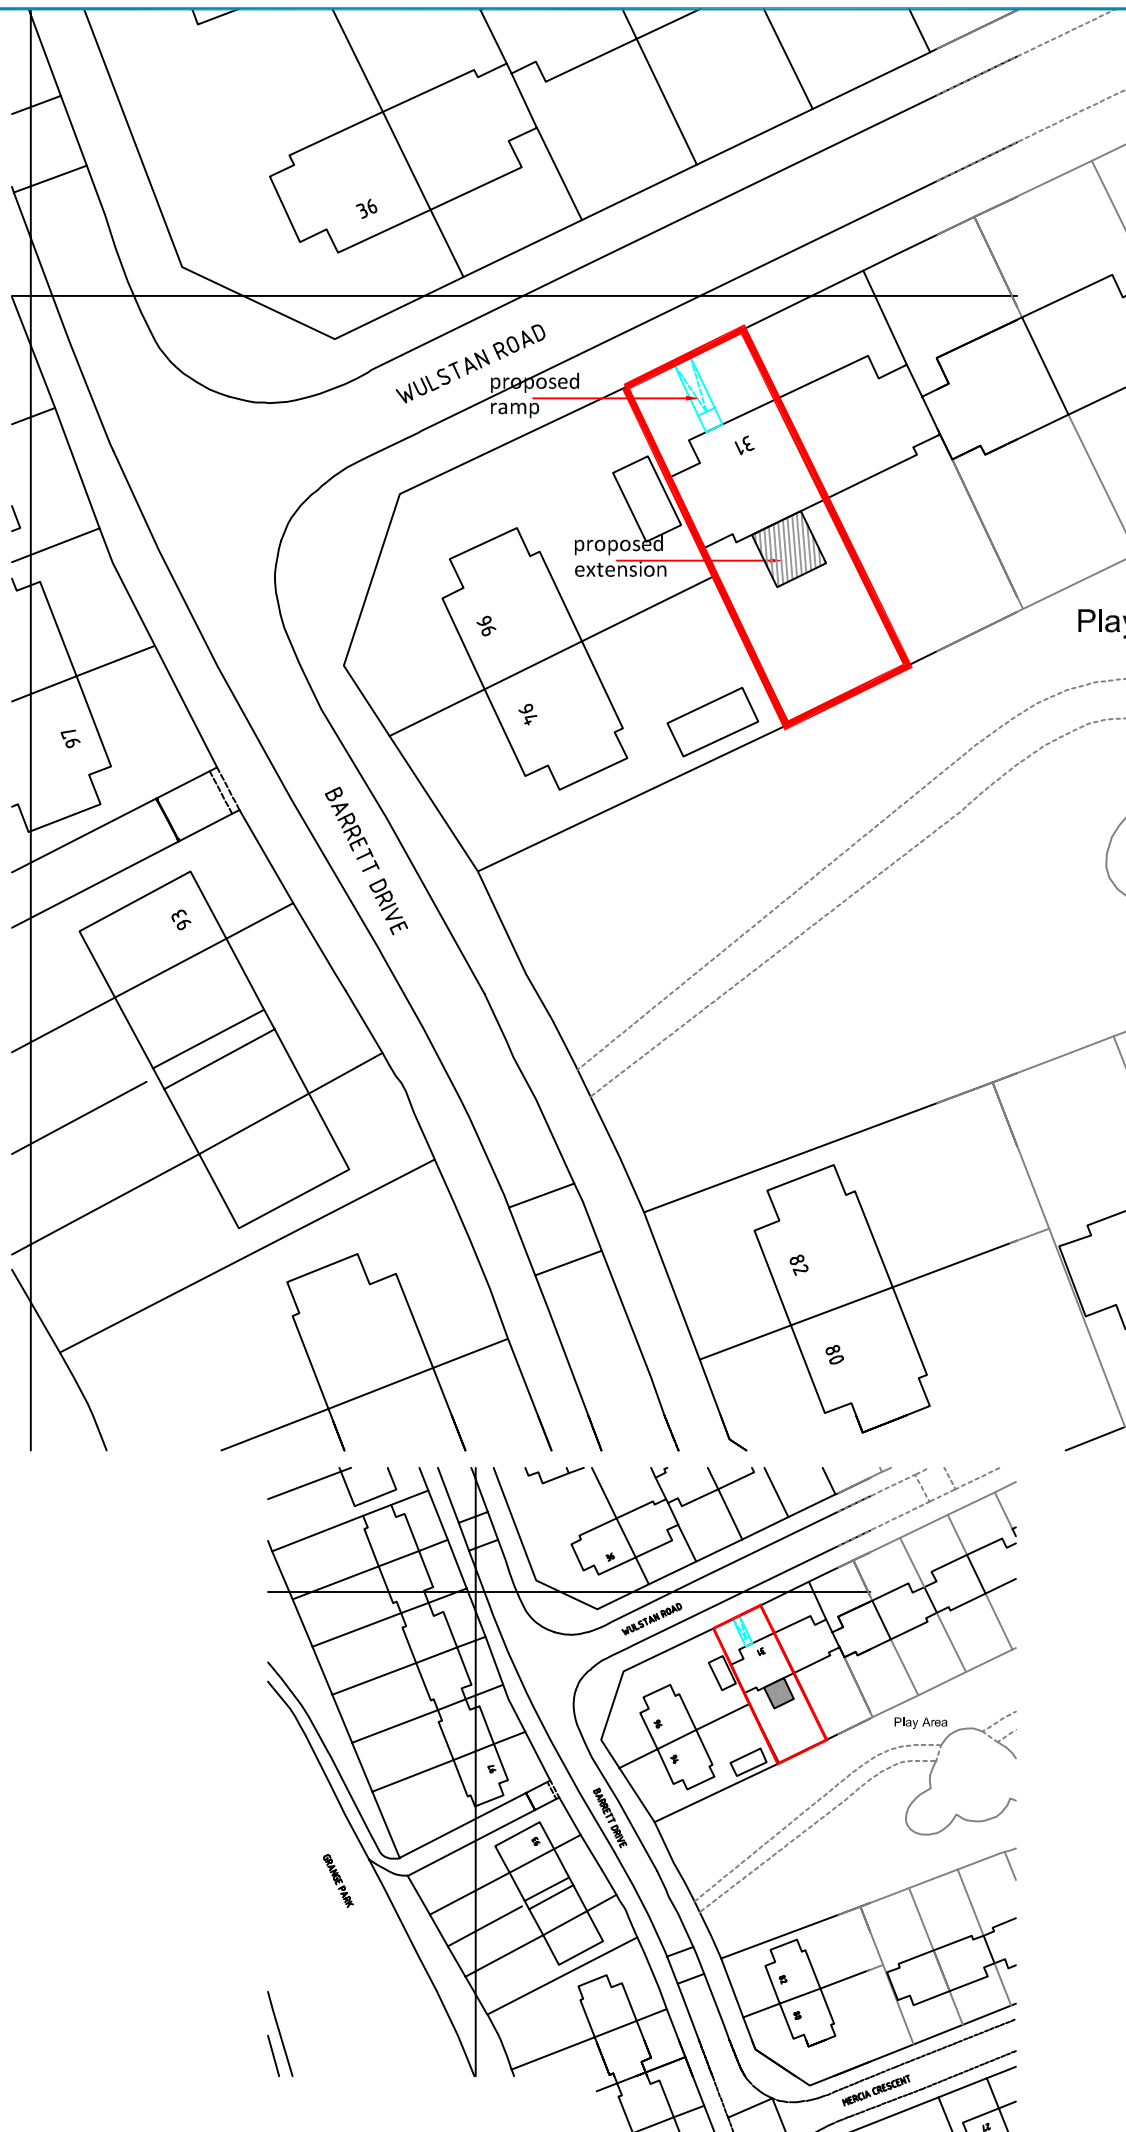 36
WULSTAN ROAD
proposed
ramp
31
proposed
extension
96
Play
94
97
BARRETT DRIVE
93
82
80
36
WULSTAN ROAD
31
96
Play Area
94
97
BARRETT DRIVE
93
GRANGE PARK
82
80
MERCIA CRESCENT
27